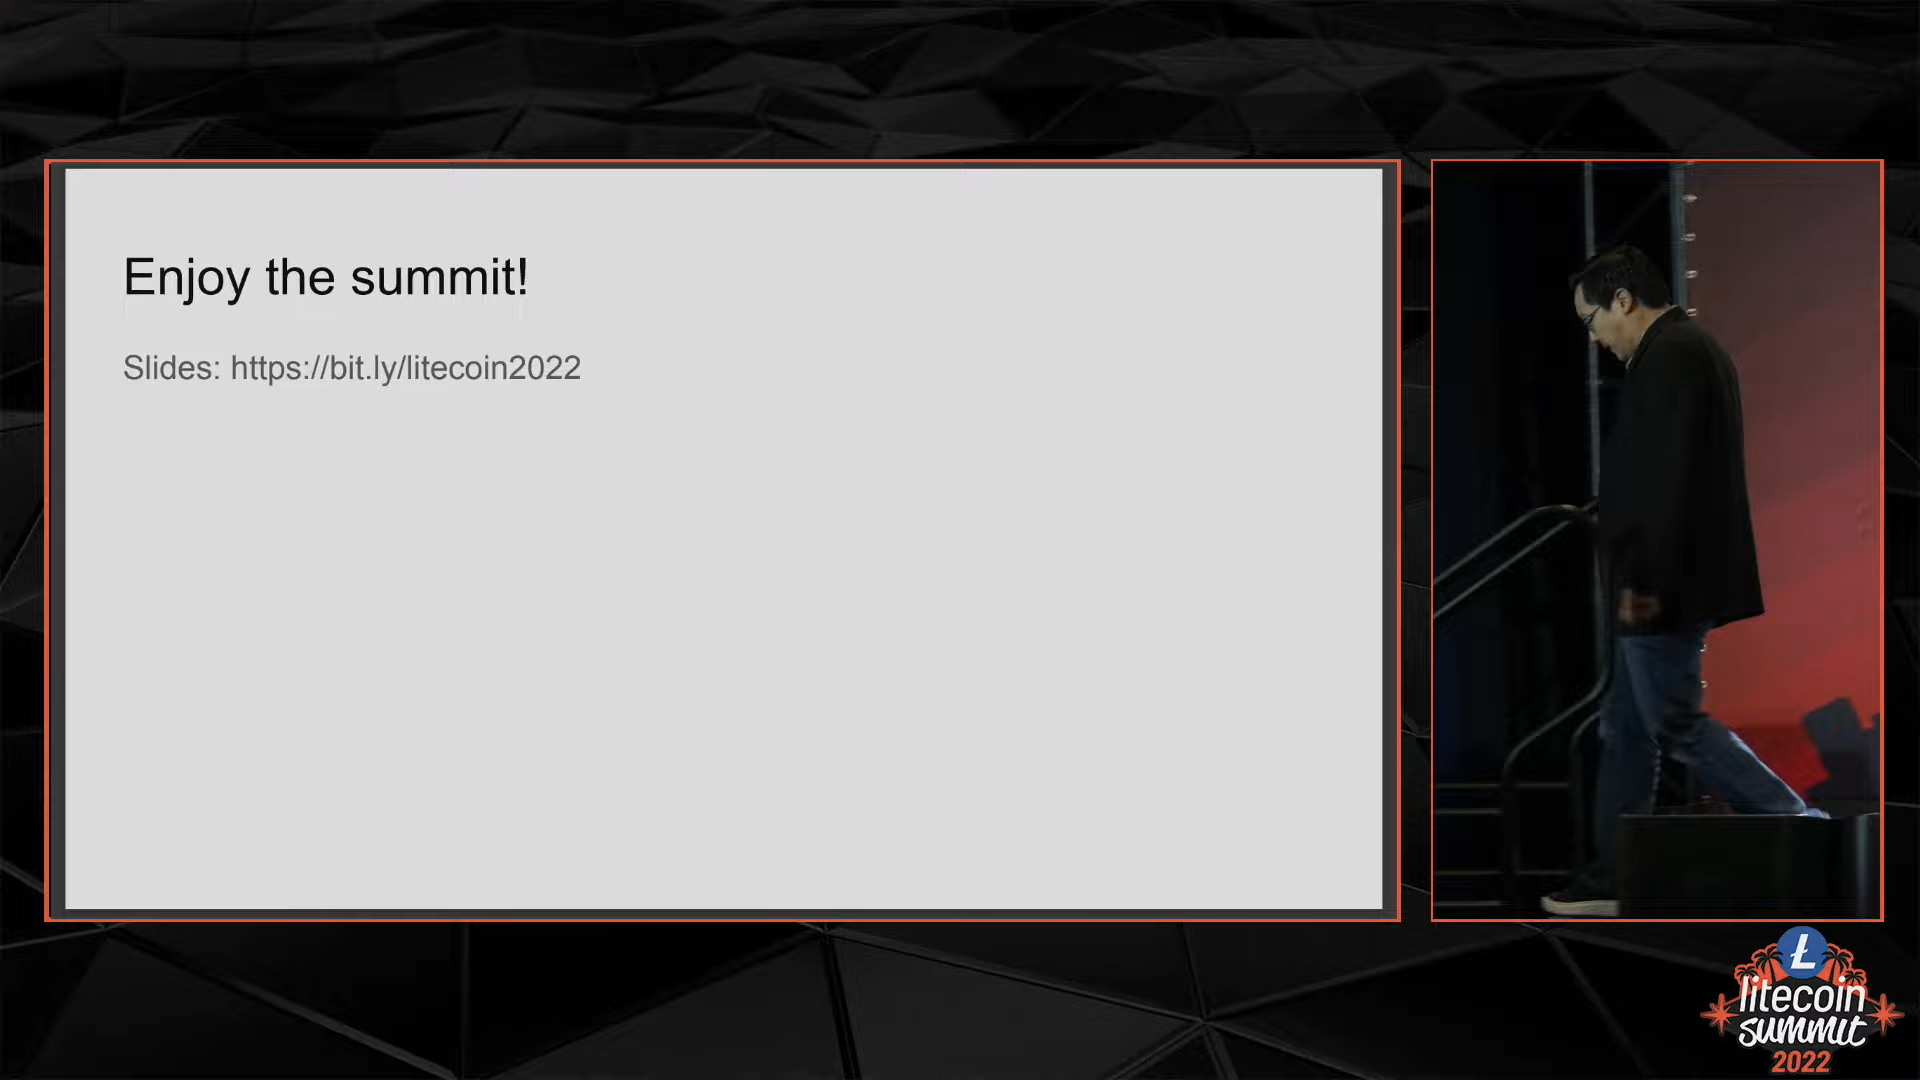 Enjoy the summit!
Slides: https://bit.ly/litecoin2022
Ł
litecoin
summit
2022